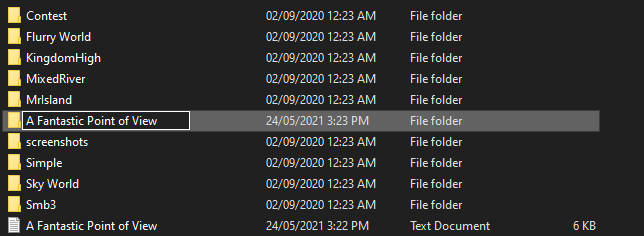 Contest 02/09/2020 12:23 AM File folder
Flurry World 02/09/2020 12:23 AM File folder
KingdomHigh 02/09/2020 12:23 AM File folder
MixedRiver 02/09/2020 12:23 AM File folder
MrIsland 02/09/2020 12:23 AM File folder
A Fantastic Point of View 24/05/2021 3:23 PM File folder
screenshots 02/09/2020 12:23 AM File folder
Simple 02/09/2020 12:23 AM File folder
Sky World 02/09/2020 12:23 AM File folder
Smb3 02/09/2020 12:23 AM File folder
A Fantastic Point of View 24/05/2021 3:22 PM Text Document 6 KB